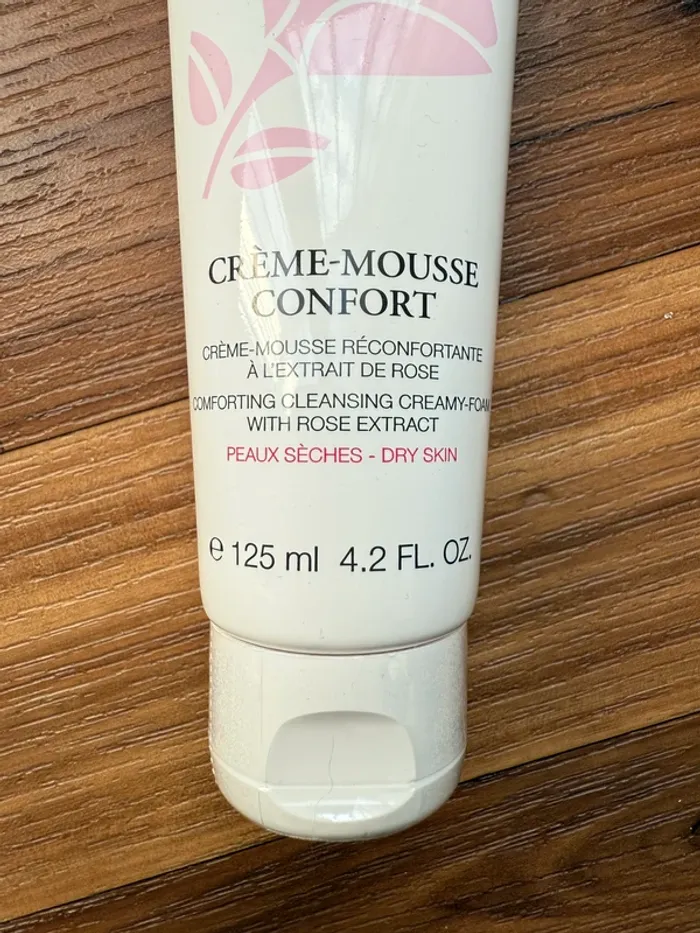 CRÈME-MOUSSE
CONFORT
CRÈME-MOUSSE RÉCONFORTANTE
À L'EXTRAIT DE ROSE
COMFORTING CLEANSING CREAMY-FOAM
WITH ROSE EXTRACT
PEAUX SÈCHES - DRY SKIN
℮ 125 ml 4.2 FL. OZ.